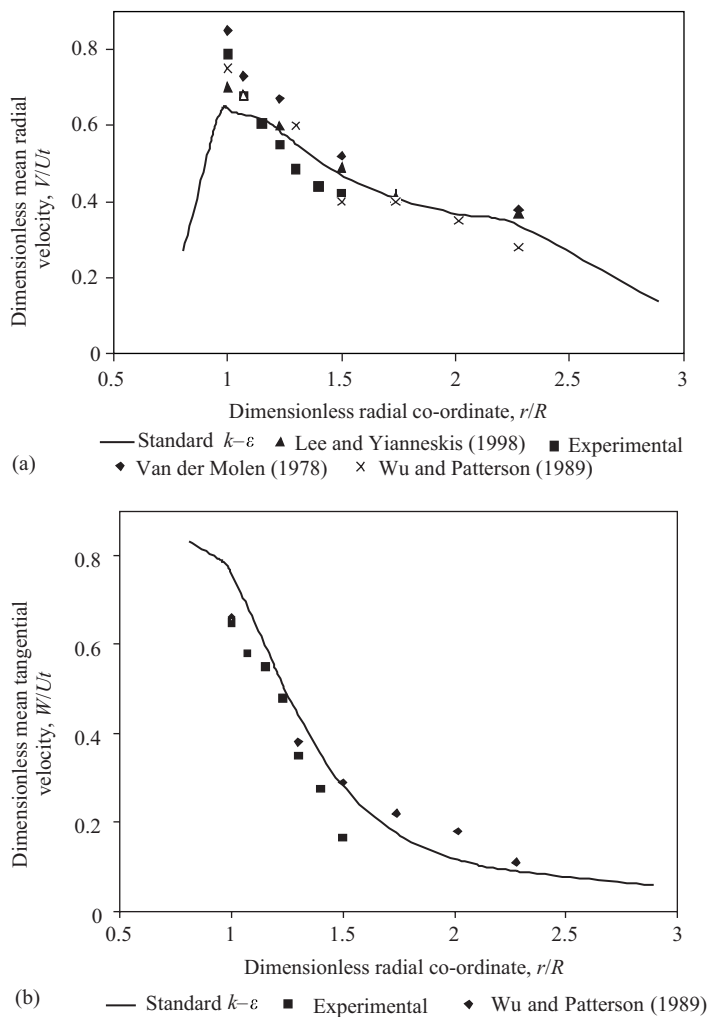 0.8
0.6
0.4
0.2
0
0.5
1
1.5
2
2.5
3
Dimensionless mean radial
velocity, V/Ut
Dimensionless radial co-ordinate, r/R
Standard k–ε Lee and Yianneskis (1998) Experimental
(a)
Van der Molen (1978) Wu and Patterson (1989)
0.8
0.6
0.4
0.2
0
0.5
1
1.5
2
2.5
3
Dimensionless mean tangential
velocity, W/Ut
Dimensionless radial co-ordinate, r/R
(b)
Standard k–ε Experimental Wu and Patterson (1989)